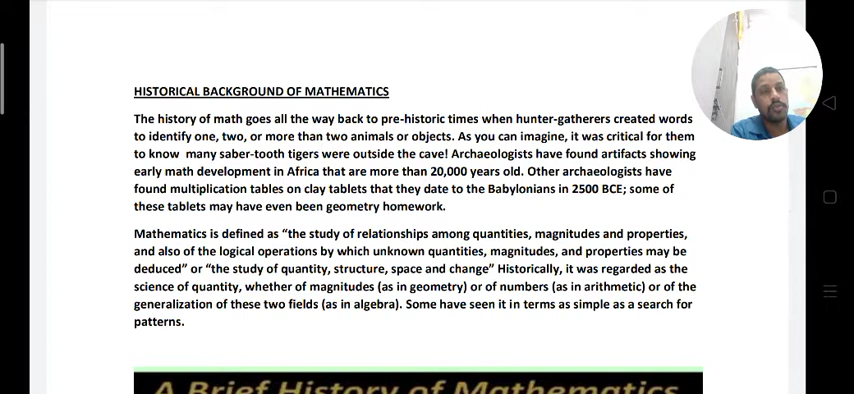 HISTORICAL BACKGROUND OF MATHEMATICS
The history of math goes all the way back to pre-historic times when hunter-gatherers created words
to identify one, two, or more than two animals or objects. As you can imagine, it was critical for them
to know  many saber-tooth tigers were outside the cave! Archaeologists have found artifacts showing
early math development in Africa that are more than 20,000 years old. Other archaeologists have
found multiplication tables on clay tablets that they date to the Babylonians in 2500 BCE; some of
these tablets may have even been geometry homework.
Mathematics is defined as “the study of relationships among quantities, magnitudes and properties,
and also of the logical operations by which unknown quantities, magnitudes, and properties may be
deduced” or “the study of quantity, structure, space and change” Historically, it was regarded as the
science of quantity, whether of magnitudes (as in geometry) or of numbers (as in arithmetic) or of the
generalization of these two fields (as in algebra). Some have seen it in terms as simple as a search for
patterns.
A Brief History of Mathematics